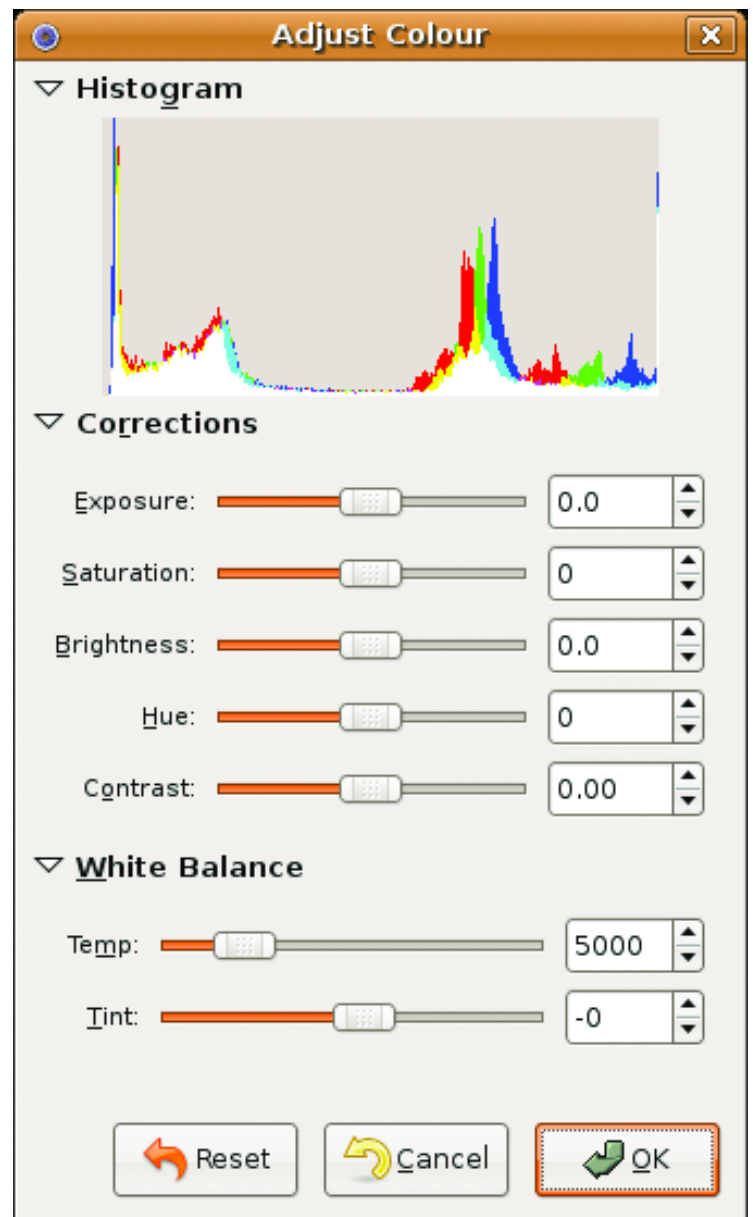 Adjust Colour
Histogram
Corrections
Exposure: 0.0
Saturation: 0
Brightness: 0.0
Hue: 0
Contrast: 0.00
White Balance
Temp: 5000
Tint: -0
Reset Cancel OK